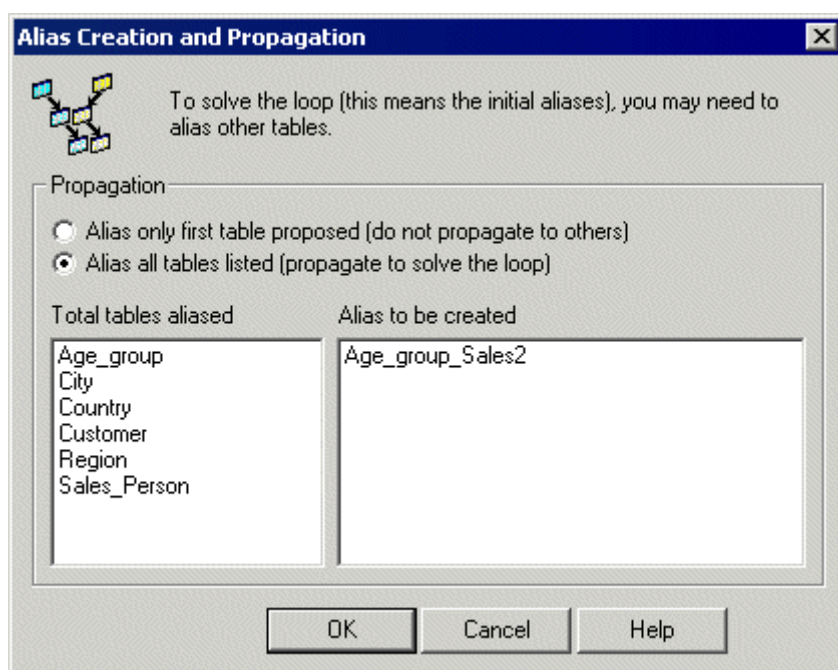 Alias Creation and Propagation
To solve the loop (this means the initial aliases), you may need to
alias other tables.
Propagation
Alias only first table proposed (do not propagate to others)
Alias all tables listed (propagate to solve the loop)
Total tables aliased
Age_group
City
Country
Customer
Region
Sales_Person
Alias to be created
Age_group_Sales2
OK
Cancel
Help